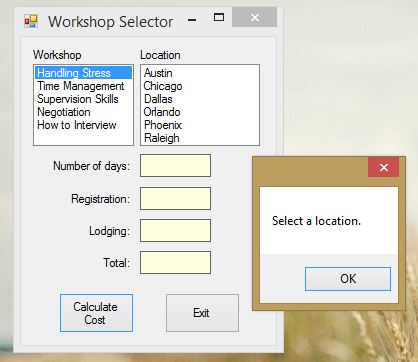 Workshop Selector
Workshop Location
Handling Stress Austin
Time Management Chicago
Supervision Skills Dallas
Negotiation Orlando
How to Interview Phoenix
Raleigh
Number of days:
Registration:
Lodging:
Total:
Calculate
Cost
Exit
Select a location.
OK